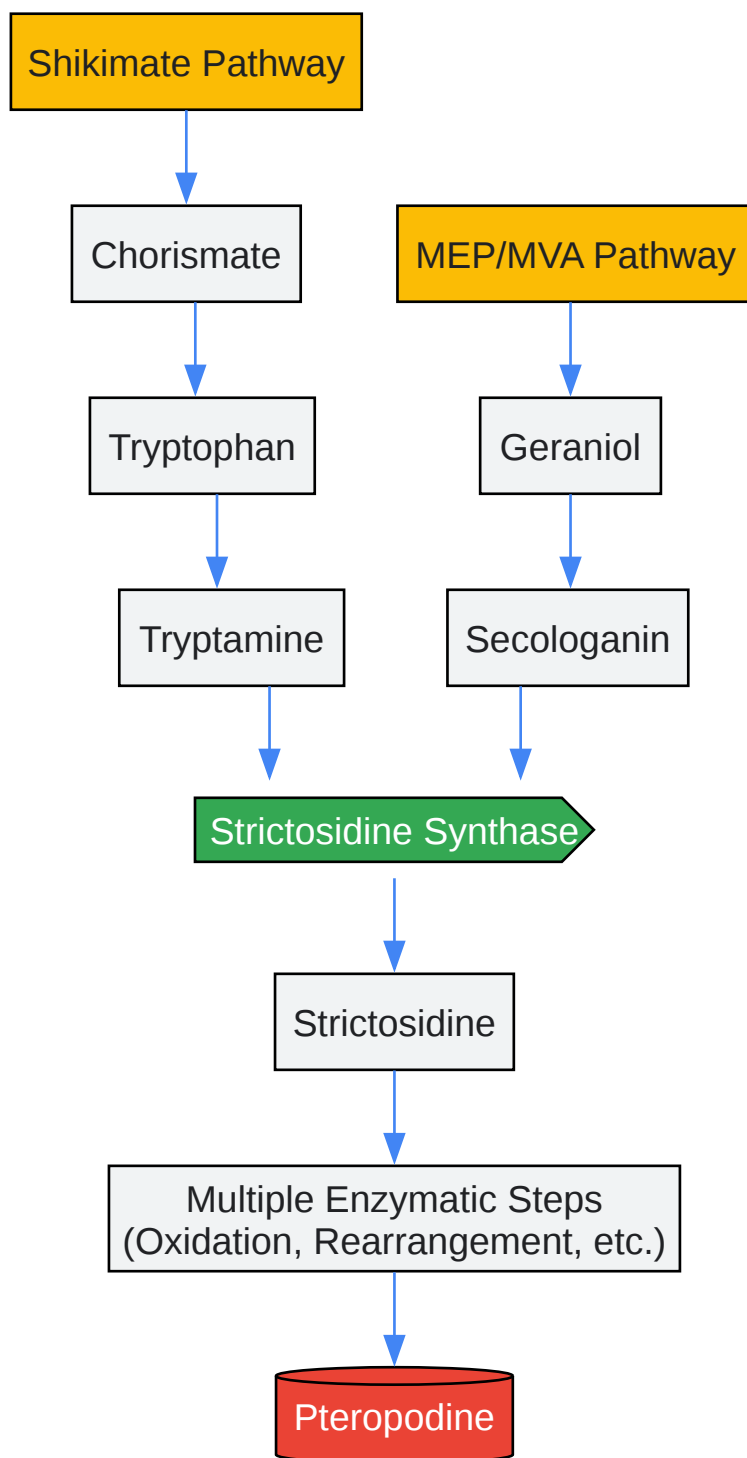 Shikimate Pathway
Chorismate
MEP/MVA Pathway
Tryptophan
Geraniol
Tryptamine
Secologanin
Strictosidine Synthase
Strictosidine
Multiple Enzymatic Steps
(Oxidation, Rearrangement, etc.)
Pteropodine